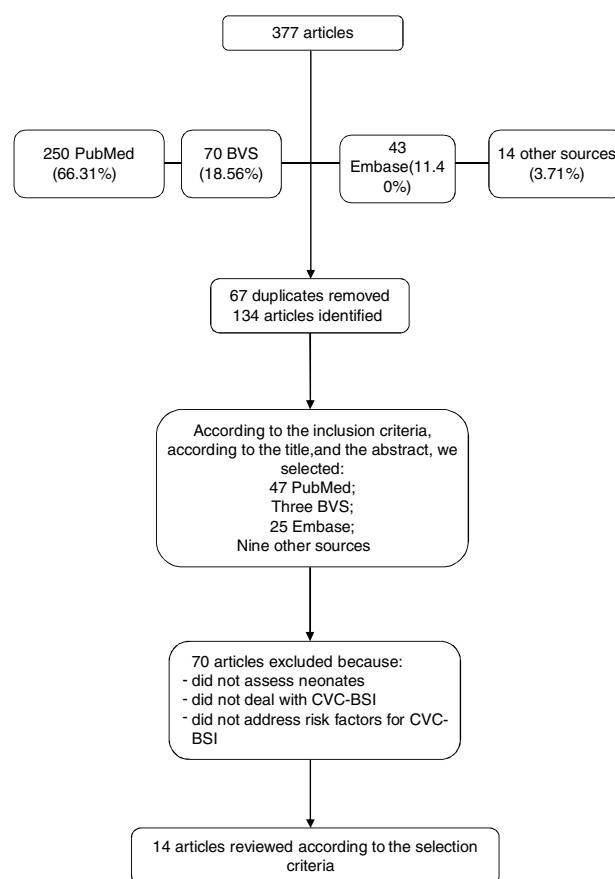 377 articles
250 PubMed
(66.31%)
70 BVS
(18.56%)
43
Embase(11.4
0%)
14 other sources
(3.71%)
67 duplicates removed
134 articles identified
According to the inclusion criteria,
according to the title,and the abstract, we
selected:
47 PubMed;
Three BVS;
25 Embase;
Nine other sources
70 articles excluded because:
- did not assess neonates
- did not deal with CVC-BSI
- did not address risk factors for CVC-
BSI
14 articles reviewed according to the selection
criteria